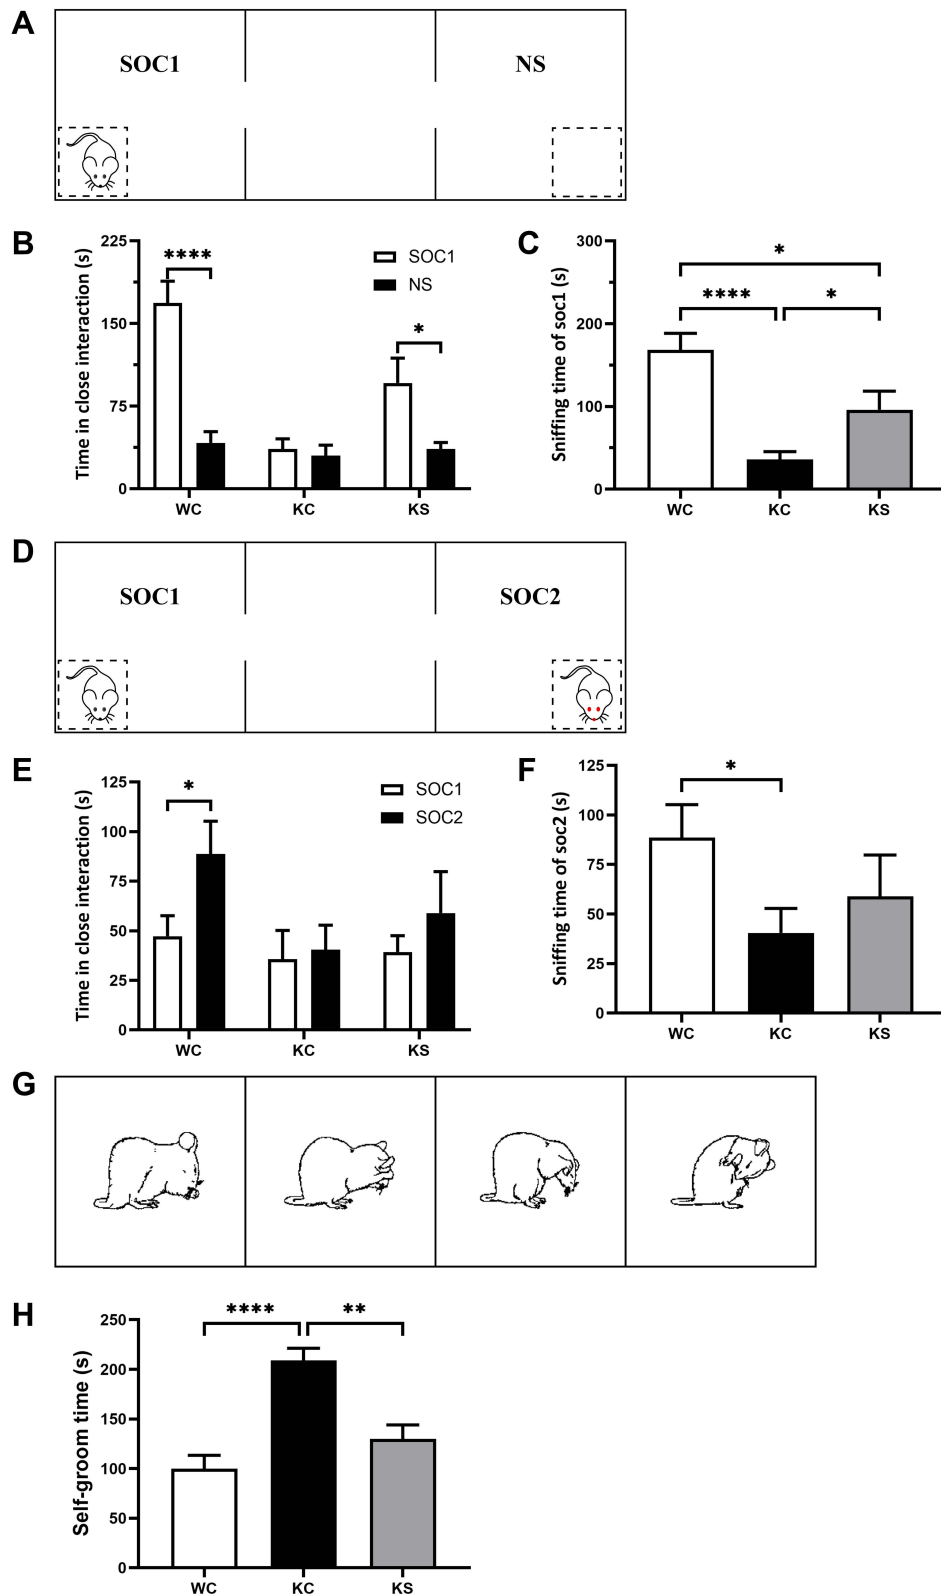 A
SOC1 NS
B
Time in close interaction (s)
225
150
75
0
****
*
SOC1
NS
WC KC KS
C
Sniffing time of soc1 (s)
300
200
100
0
*
**** *
WC KC KS
D
SOC1 SOC2
E
Time in close interaction (s)
125
100
75
50
25
0
*
SOC1
SOC2
WC KC KS
F
Sniffing time of soc2 (s)
125
100
75
50
25
0
*
WC KC KS
G
H
Self-groom time (s)
250
200
150
100
50
0
**** **
WC KC KS